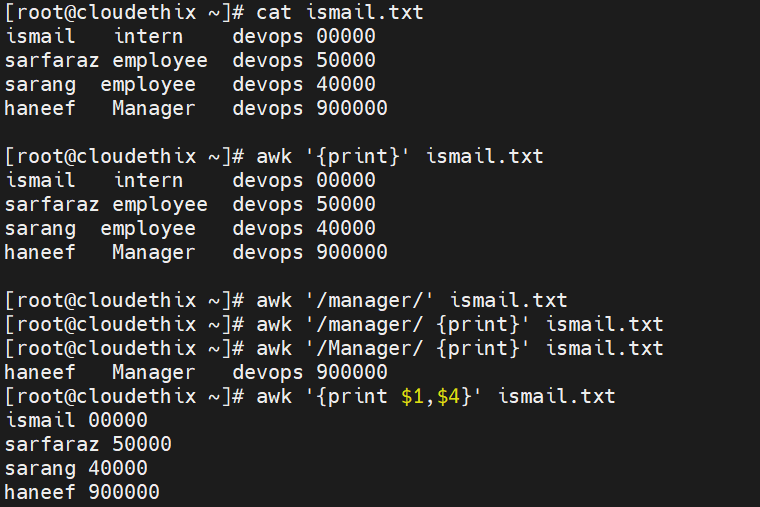 [root@cloudethix ~]# cat ismail.txt
ismail   intern    devops 00000
sarfaraz employee  devops 50000
sarang  employee   devops 40000
haneef   Manager   devops 900000

[root@cloudethix ~]# awk '{print}' ismail.txt
ismail   intern    devops 00000
sarfaraz employee  devops 50000
sarang  employee   devops 40000
haneef   Manager   devops 900000

[root@cloudethix ~]# awk '/manager/' ismail.txt
[root@cloudethix ~]# awk '/manager/ {print}' ismail.txt
[root@cloudethix ~]# awk '/Manager/ {print}' ismail.txt
haneef   Manager   devops 900000
[root@cloudethix ~]# awk '{print $1,$4}' ismail.txt
ismail 00000
sarfaraz 50000
sarang 40000
haneef 900000